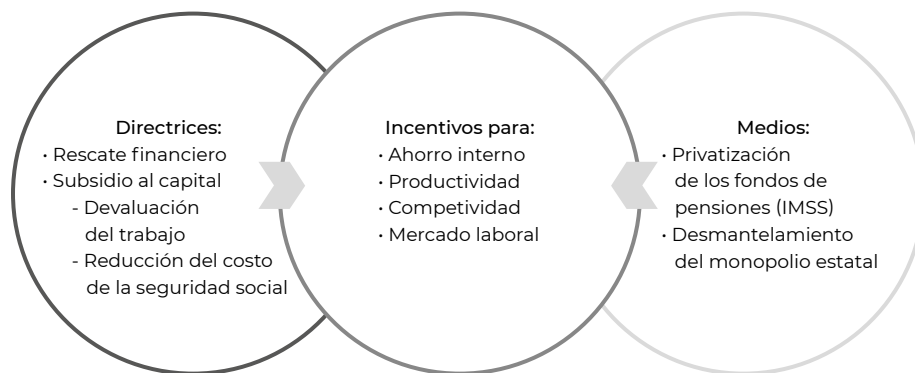 Directrices:
· Rescate financiero
· Subsidio al capital
- Devaluación
del trabajo
- Reducción del costo
de la seguridad social
Incentivos para:
· Ahorro interno
· Productividad
· Competividad
· Mercado laboral
Medios:
· Privatización
de los fondos de
pensiones (IMSS)
· Desmantelamiento
del monopolio estatal